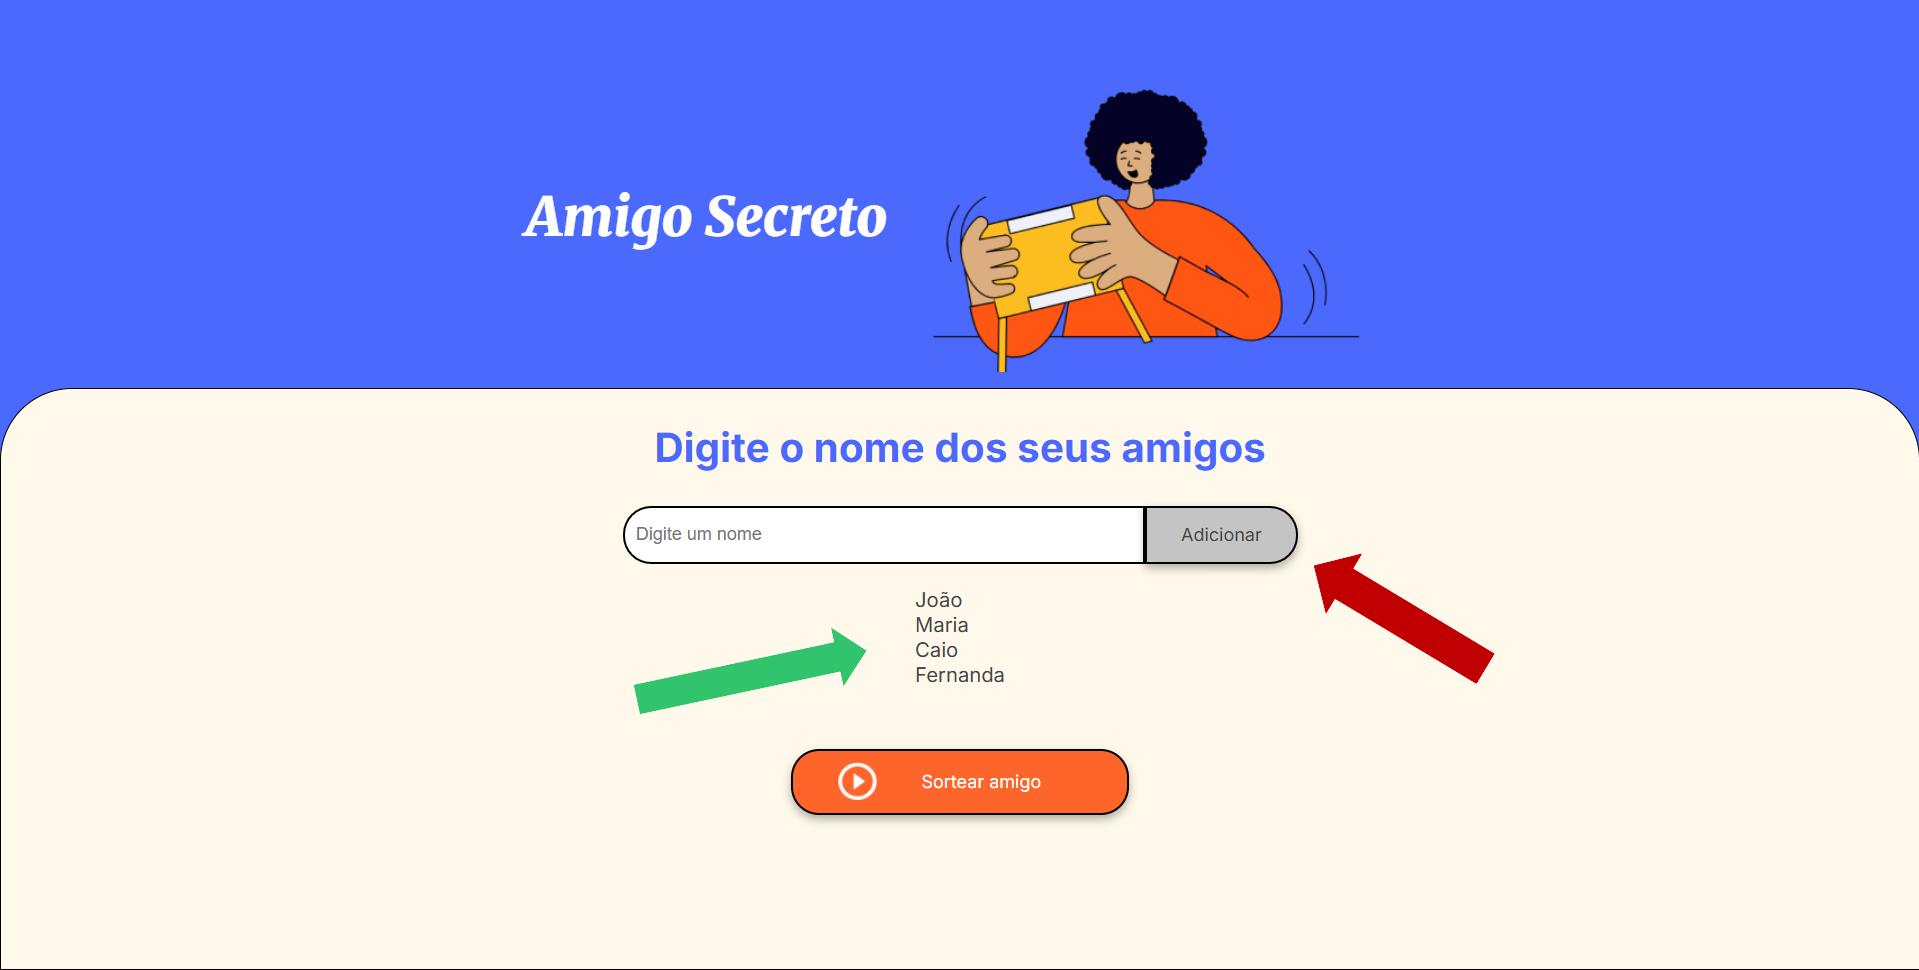 Amigo Secreto
Digite o nome dos seus amigos
Digite um nome
Adicionar
João
Maria
Caio
Fernanda
Sortear amigo